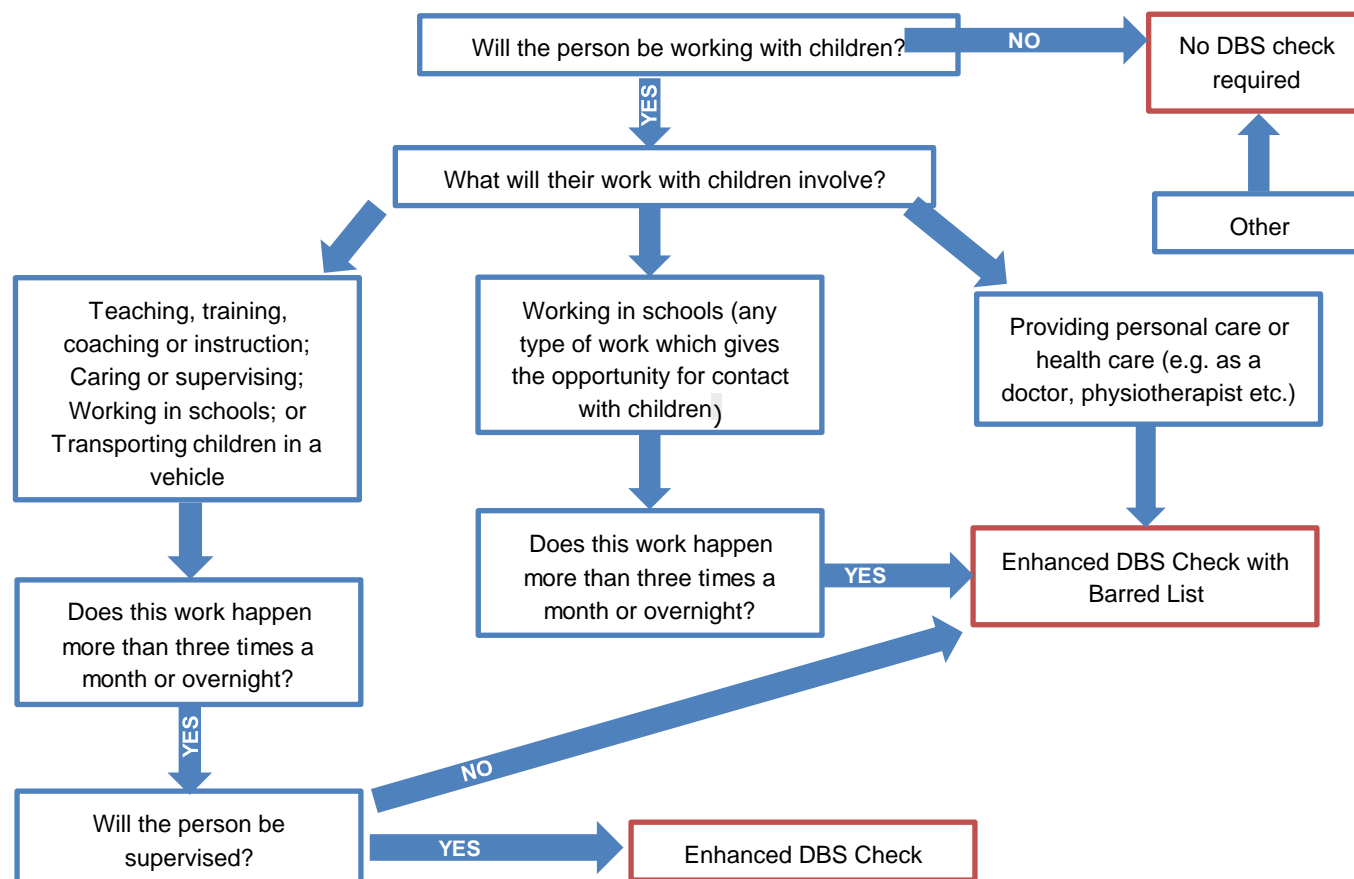 Will the person be working with children?
NO
No DBS check
required
YES
What will their work with children involve?
Other
Teaching, training,
coaching or instruction;
Caring or supervising;
Working in schools; or
Transporting children in a
vehicle
Working in schools (any
type of work which gives
the opportunity for contact
with children)
Providing personal care or
health care (e.g. as a
doctor, physiotherapist etc.)
Does this work happen
more than three times a
month or overnight?
YES
Enhanced DBS Check with
Barred List
Does this work happen
more than three times a
month or overnight?
YES
NO
Will the person be
supervised?
YES
Enhanced DBS Check